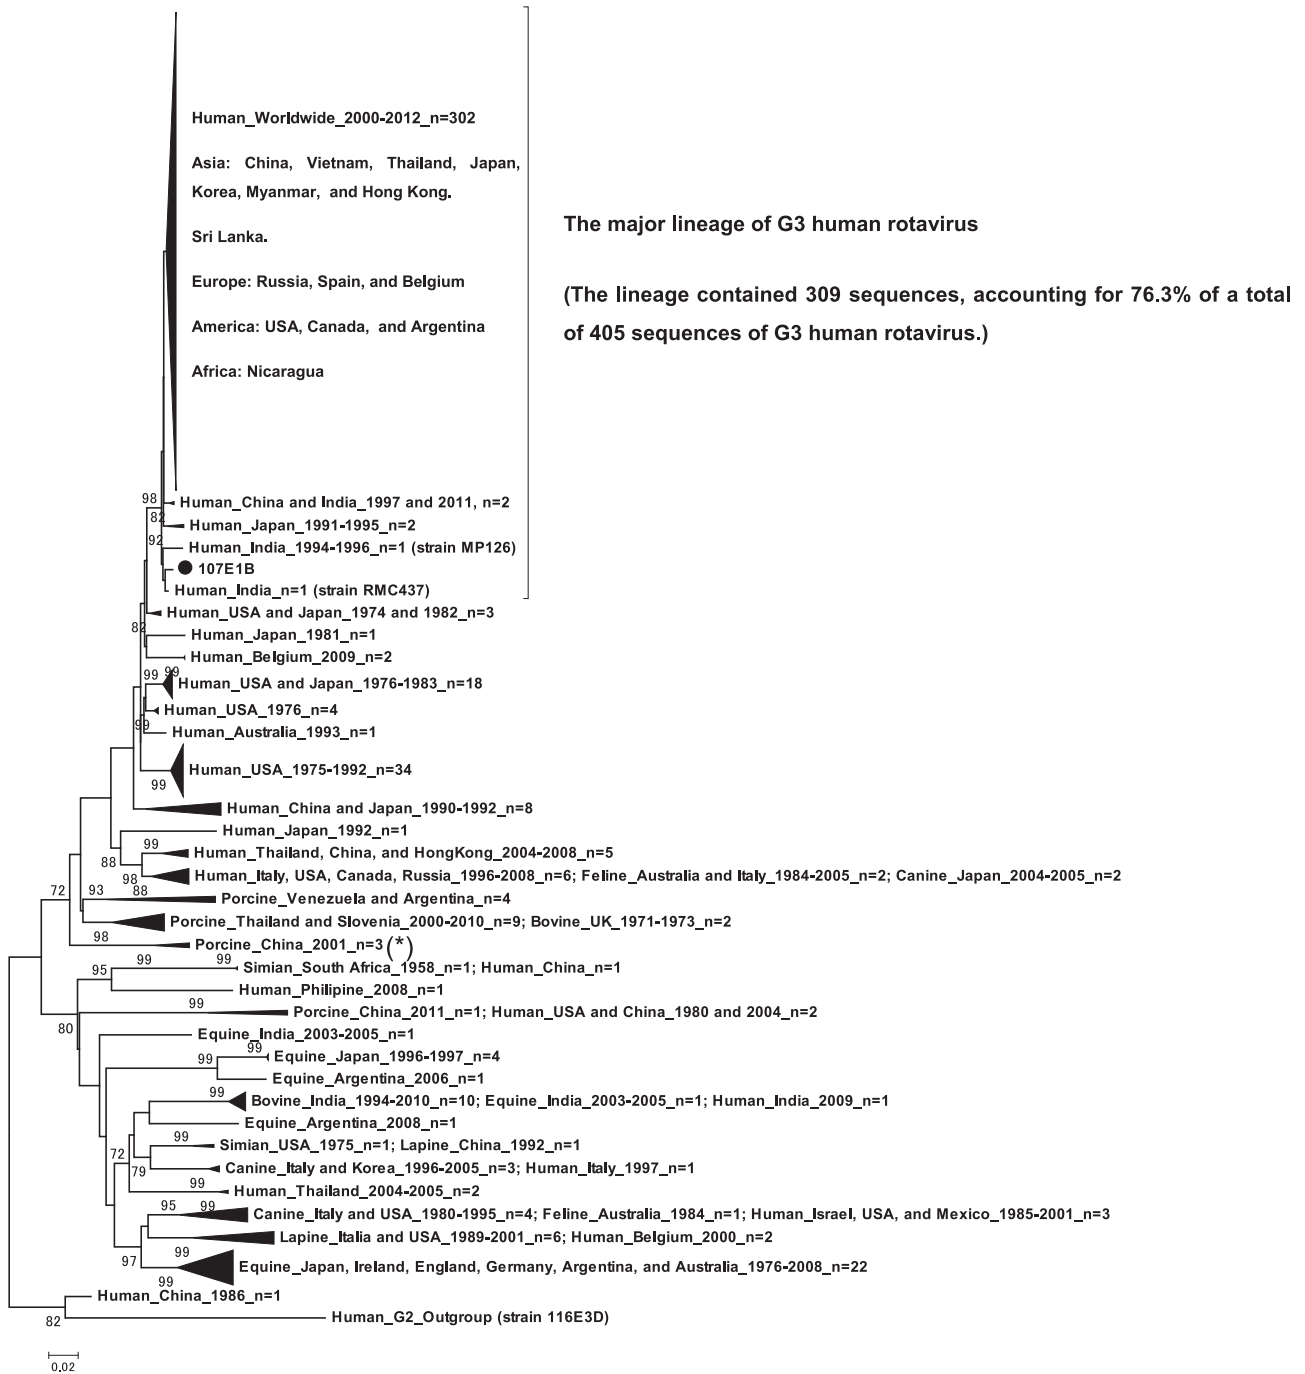 Human_Worldwide_2000-2012_n=302
Asia: China, Vietnam, Thailand, Japan,
Korea, Myanmar, and Hong Kong.
Sri Lanka.
Europe: Russia, Spain, and Belgium
America: USA, Canada, and Argentina
Africa: Nicaragua
The major lineage of G3 human rotavirus
(The lineage contained 309 sequences, accounting for 76.3% of a total
of 405 sequences of G3 human rotavirus.)
98
Human_China and India_1997 and 2011, n=2
82
Human_Japan_1991-1995_n=2
92
Human_India_1994-1996_n=1 (strain MP126)
107E1B
Human_India_n=1 (strain RMC437)
Human_USA and Japan_1974 and 1982_n=3
82
Human_Japan_1981_n=1
Human_Belgium_2009_n=2
99 99
Human_USA and Japan_1976-1983_n=18
Human_USA_1976_n=4
99
Human_Australia_1993_n=1
Human_USA_1975-1992_n=34
99
Human_China and Japan_1990-1992_n=8
Human_Japan_1992_n=1
99
Human_Thailand, China, and HongKong_2004-2008_n=5
88
98
Human_Italy, USA, Canada, Russia_1996-2008_n=6; Feline_Australia and Italy_1984-2005_n=2; Canine_Japan_2004-2005_n=2
72 93 88
Porcine_Venezuela and Argentina_n=4
Porcine_Thailand and Slovenia_2000-2010_n=9; Bovine_UK_1971-1973_n=2
98
Porcine_China_2001_n=3(*)
99 99
Simian_South Africa_1958_n=1; Human_China_n=1
95
Human_Philipine_2008_n=1
99
Porcine_China_2011_n=1; Human_USA and China_1980 and 2004_n=2
80
Equine_India_2003-2005_n=1
99
99
Equine_Japan_1996-1997_n=4
Equine_Argentina_2006_n=1
99
Bovine_India_1994-2010_n=10; Equine_India_2003-2005_n=1; Human_India_2009_n=1
Equine_Argentina_2008_n=1
99
Simian_USA_1975_n=1; Lapine_China_1992_n=1
72
79
Canine_Italy and Korea_1996-2005_n=3; Human_Italy_1997_n=1
99
Human_Thailand_2004-2005_n=2
95 99
Canine_Italy and USA_1980-1995_n=4; Feline_Australia_1984_n=1; Human_Israel, USA, and Mexico_1985-2001_n=3
Lapine_Italia and USA_1989-2001_n=6; Human_Belgium_2000_n=2
97 99
Equine_Japan, Ireland, England, Germany, Argentina, and Australia_1976-2008_n=22
99
Human_China_1986_n=1
82
Human_G2_Outgroup (strain 116E3D)
0.02